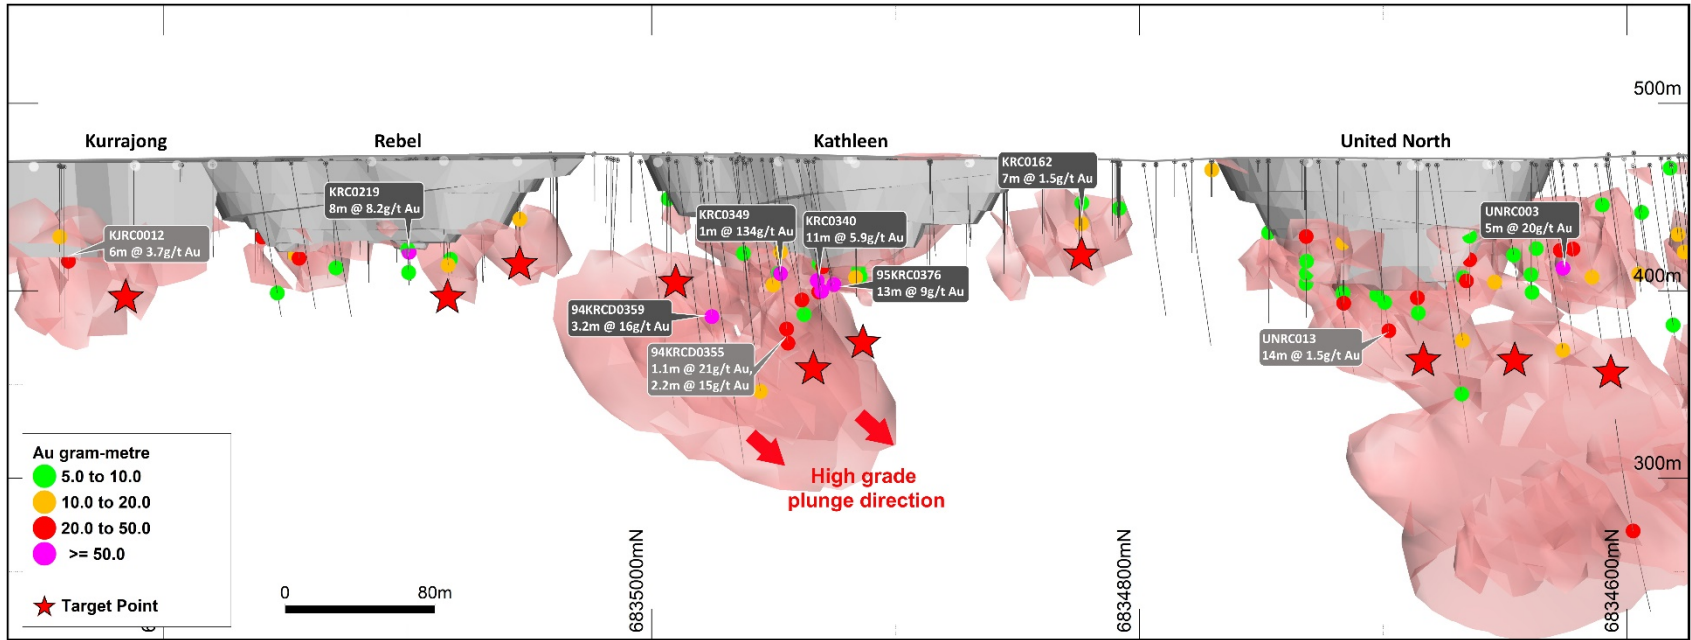 500m
Kurrajong
Rebel
Kathleen
United North
KRC0162
7m @ 1.5g/t Au
KRC0219
8m @ 8.2g/t Au
KRC0349
1m @ 134g/t Au
KRC0340
11m @ 5.9g/t Au
UNRC003
5m @ 20g/t Au
KJRC0012
6m @ 3.7g/t Au
95KRC0376
13m @ 9g/t Au
400m
94KRCD0359
3.2m @ 16g/t Au
UNRC013
14m @ 1.5g/t Au
94KRCD0355
1.1m @ 21g/t Au,
2.2m @ 15g/t Au
300m
High grade
plunge direction
Au gram-metre
5.0 to 10.0
10.0 to 20.0
20.0 to 50.0
>= 50.0
Target Point
0
80m
6835000mN
6834800mN
6834600mN